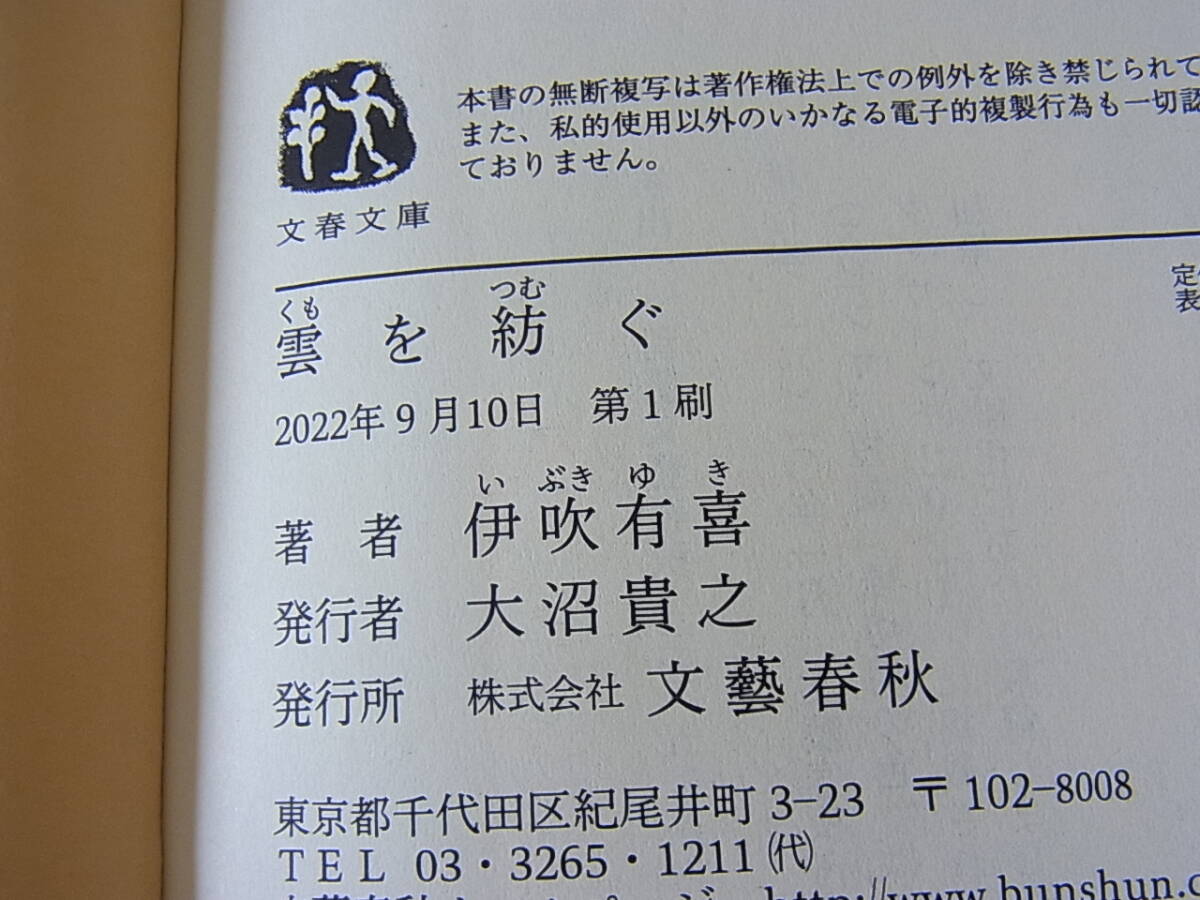 本書の無断複写は著作権法上での例外を除き禁じられて
また、私的使用以外のいかなる電子的複製行為も一切認
ておりません。
文春文庫
定
表
くも つむ
雲を紡ぐ
2022年9月10日 第1刷
いぶきゆき
著者 伊吹有喜
発行者 大沼貴之
発行所 株式会社 文藝春秋
東京都千代田区紀尾井町3-23 〒102-8008
TEL 03・3265・1211㈹
http://www.bunshun.c